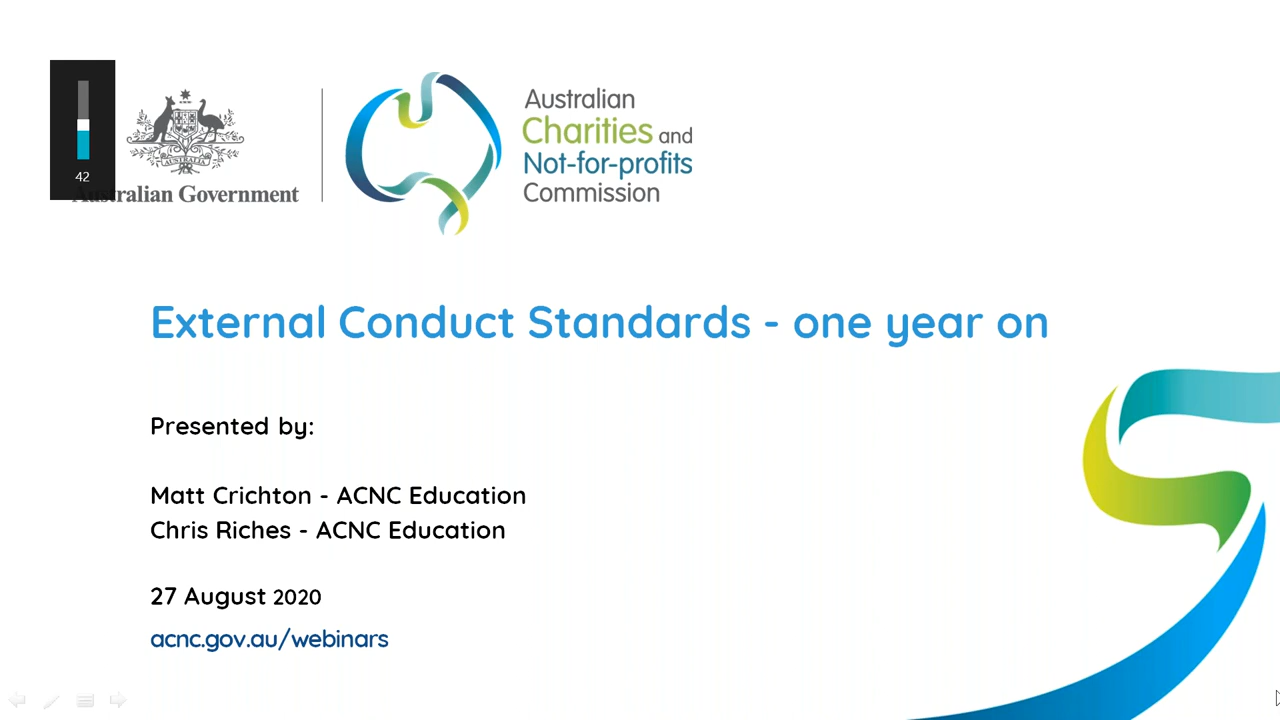 42
AUSTRALIA
Australian Government
Australian
Charities and
Not-for-profits
Commission
External Conduct Standards - one year on
Presented by:
Matt Crichton - ACNC Education
Chris Riches - ACNC Education
27 August 2020
acnc.gov.au/webinars